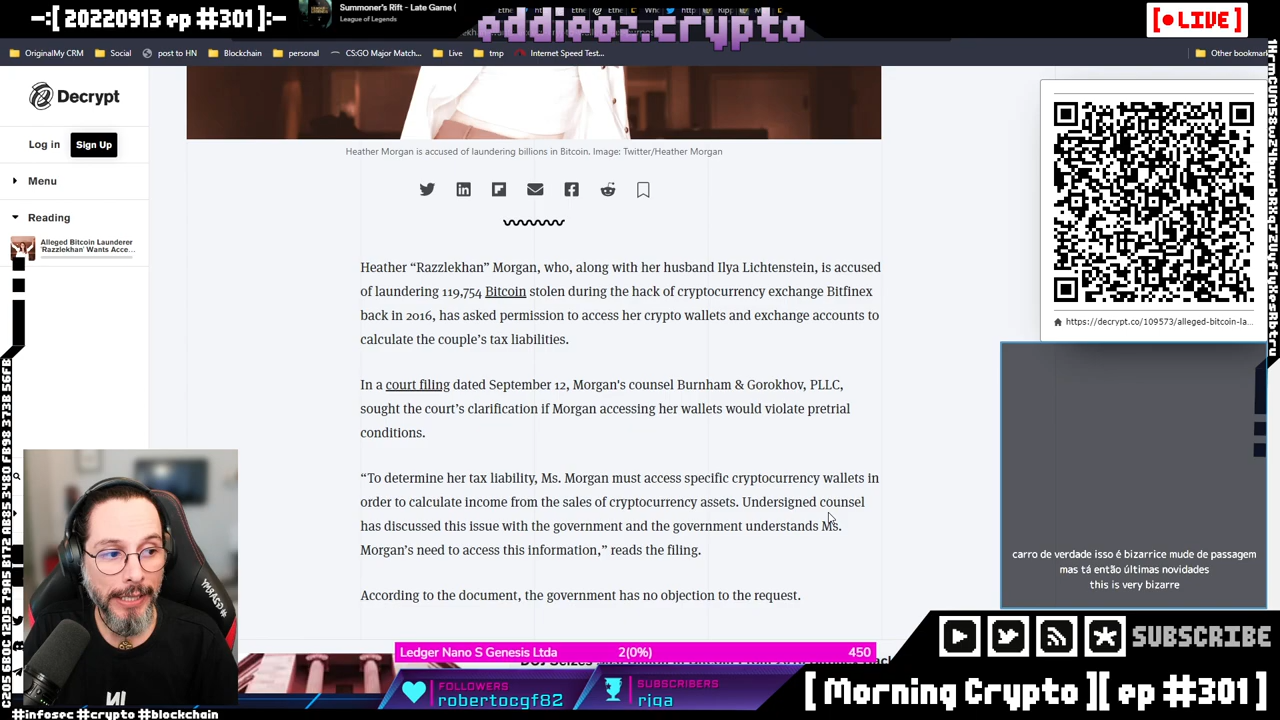 -:[ 20220913 ep #301]:-
Summoner's Rift - Late Game (
League of Legends
eddieoz.crypto
[● LIVE]
OriginalMy CRM
Social
post to HN
Blockchain
personal
CS:GO Major Match...
Live
tmp
Internet Speed Test...
Other bookmar
Decrypt
Log in
Sign Up
Menu
Reading
Alleged Bitcoin Launderer
'Razzlekhan' Wants Acce...
Heather Morgan is accused of laundering billions in Bitcoin. Image: Twitter/Heather Morgan
Heather “Razzlekhan” Morgan, who, along with her husband Ilya Lichtenstein, is accused
of laundering 119,754 Bitcoin stolen during the hack of cryptocurrency exchange Bitfinex
back in 2016, has asked permission to access her crypto wallets and exchange accounts to
calculate the couple’s tax liabilities.
In a court filing dated September 12, Morgan's counsel Burnham & Gorokhov, PLLC,
sought the court’s clarification if Morgan accessing her wallets would violate pretrial
conditions.
“To determine her tax liability, Ms. Morgan must access specific cryptocurrency wallets in
order to calculate income from the sales of cryptocurrency assets. Undersigned counsel
has discussed this issue with the government and the government understands Ms.
Morgan’s need to access this information,” reads the filing.
According to the document, the government has no objection to the request.
https://decrypt.co/109573/alleged-bitcoin-la...
carro de verdade isso é bizarrice mude de passagem
mas tá então últimas novidades
this is very bizarre
Ledger Nano S Genesis Ltda
2(0%)
450
FOLLOWERS
robertocgf82
SUBSCRIBERS
riqa
SUBSCRIBE
[ Morning Crypto ][ ep #301 ]
#infosec #crypto #blockchain